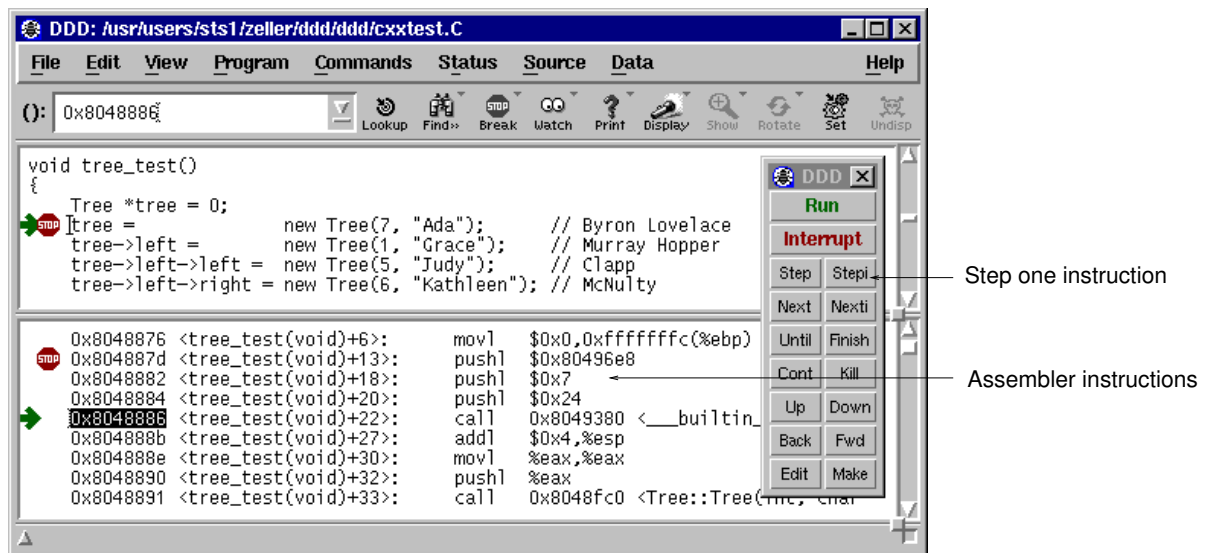 DDD: /usr/users/sts1/zeller/ddd/ddd/cxxtest.C
File Edit View Program Commands Status Source Data Help
(): 0x8048886
Lookup Find» Break Watch Print Display Show Rotate Set Undisp
void tree_test()
{
Tree *tree = 0;
STOP tree = new Tree(7, "Ada"); // Byron Lovelace
tree->left = new Tree(1, "Grace"); // Murray Hopper
tree->left->left = new Tree(5, "Judy"); // Clapp
tree->left->right = new Tree(6, "Kathleen"); // McNulty
DDD
Run
Interrupt
Step Stepi
Next Nexti
Until Finish
Cont Kill
Up Down
Back Fwd
Edit Make
Step one instruction
Assembler instructions
0x8048876 <tree_test(void)+6>: movl $0x0,0xfffffffc(%ebp)
STOP 0x804887d <tree_test(void)+13>: pushl $0x80496e8
0x8048882 <tree_test(void)+18>: pushl $0x7
0x8048884 <tree_test(void)+20>: pushl $0x24
0x8048886 <tree_test(void)+22>: call 0x8049380 <___builtin_
0x804888b <tree_test(void)+27>: addl $0x4,%esp
0x804888e <tree_test(void)+30>: movl %eax,%eax
0x8048890 <tree_test(void)+32>: pushl %eax
0x8048891 <tree_test(void)+33>: call 0x8048fc0 <Tree::Tree(int, char